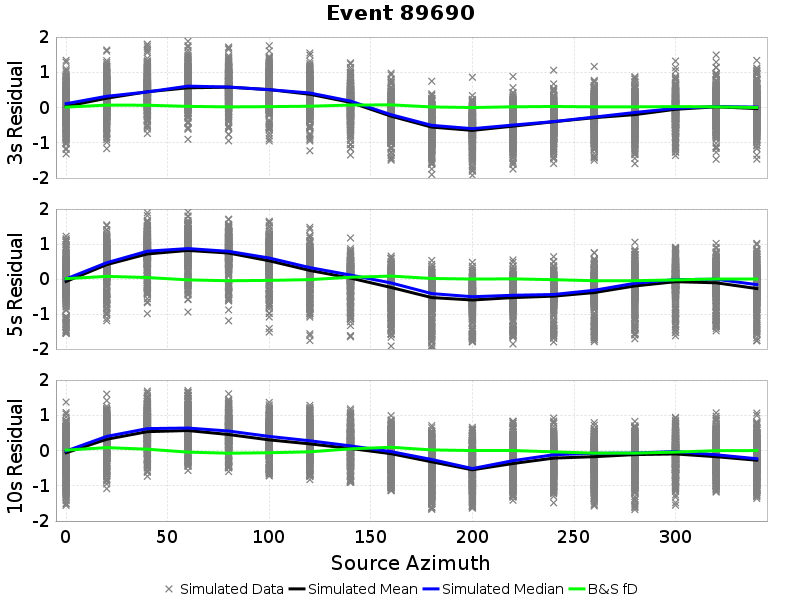 Event 89690
3s Residual
2
1
0
-1
-2
5s Residual
2
1
0
-1
-2
10s Residual
2
1
0
-1
-2
0 50 100 150 200 250 300
Source Azimuth
Simulated Data Simulated Mean Simulated Median B&S fD